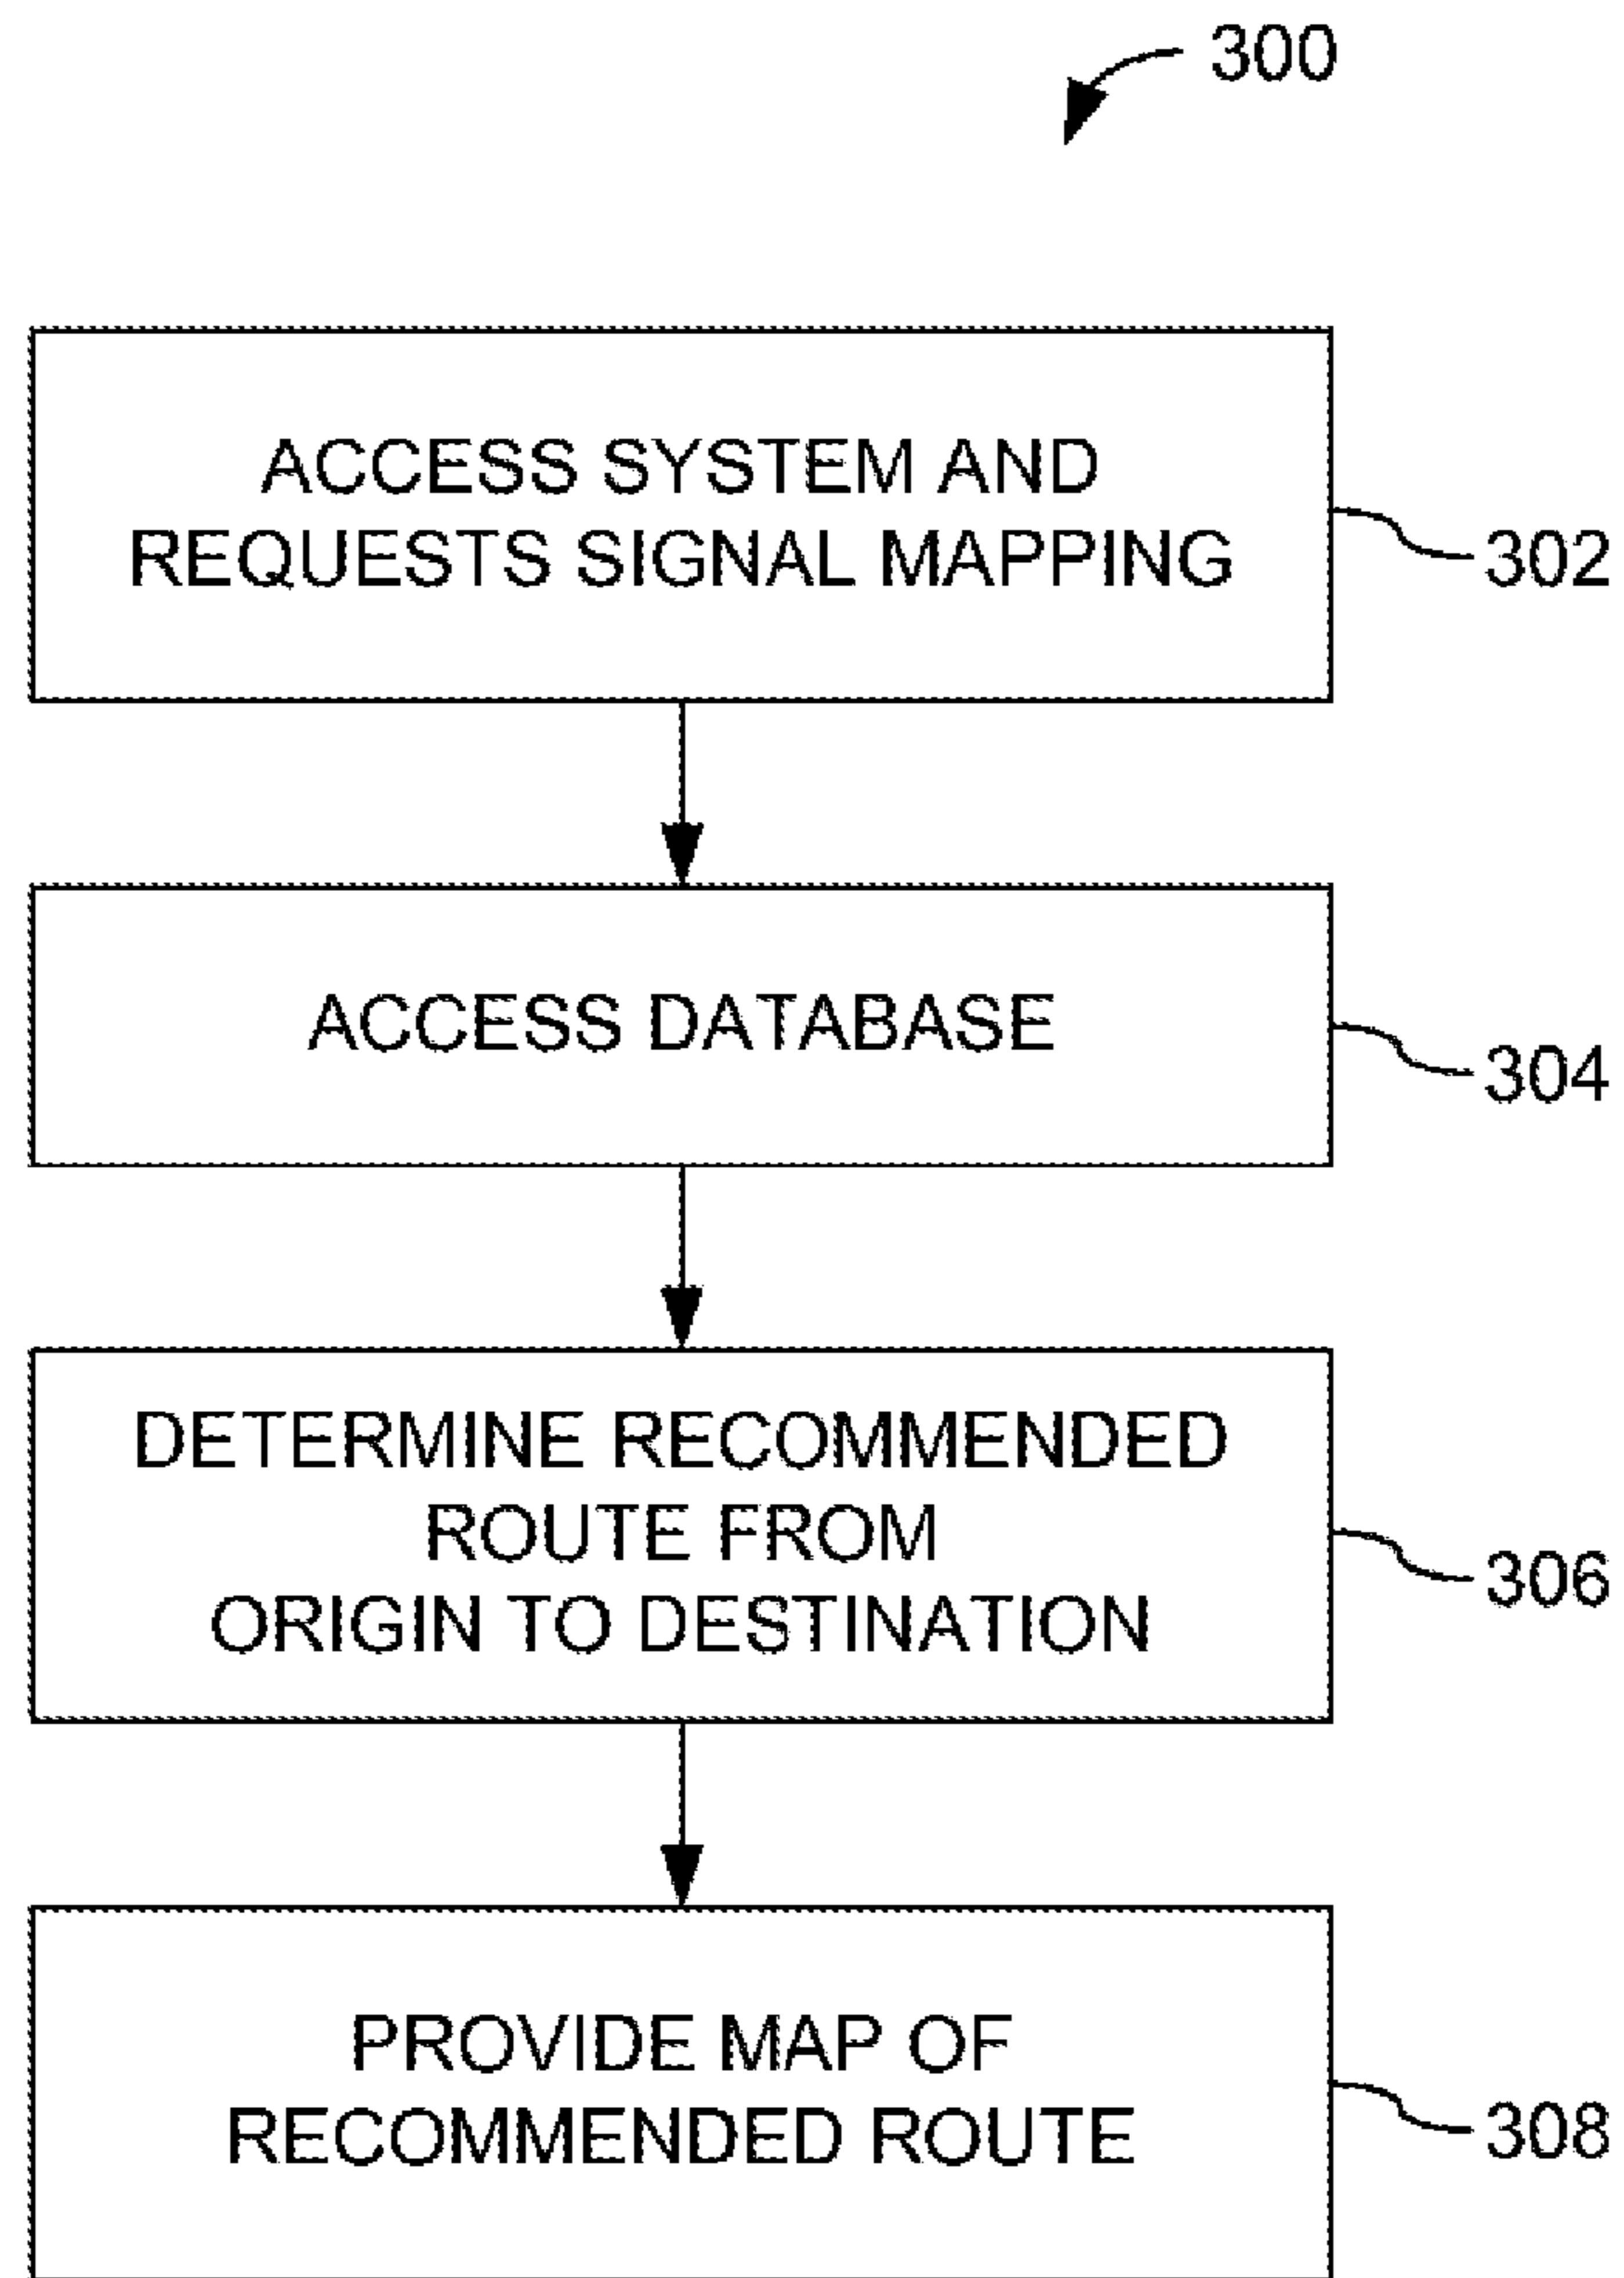 300
ACCESS SYSTEM AND
REQUESTS SIGNAL MAPPING
302
ACCESS DATABASE
304
DETERMINE RECOMMENDED
ROUTE FROM
ORIGIN TO DESTINATION
306
PROVIDE MAP OF
RECOMMENDED ROUTE
308